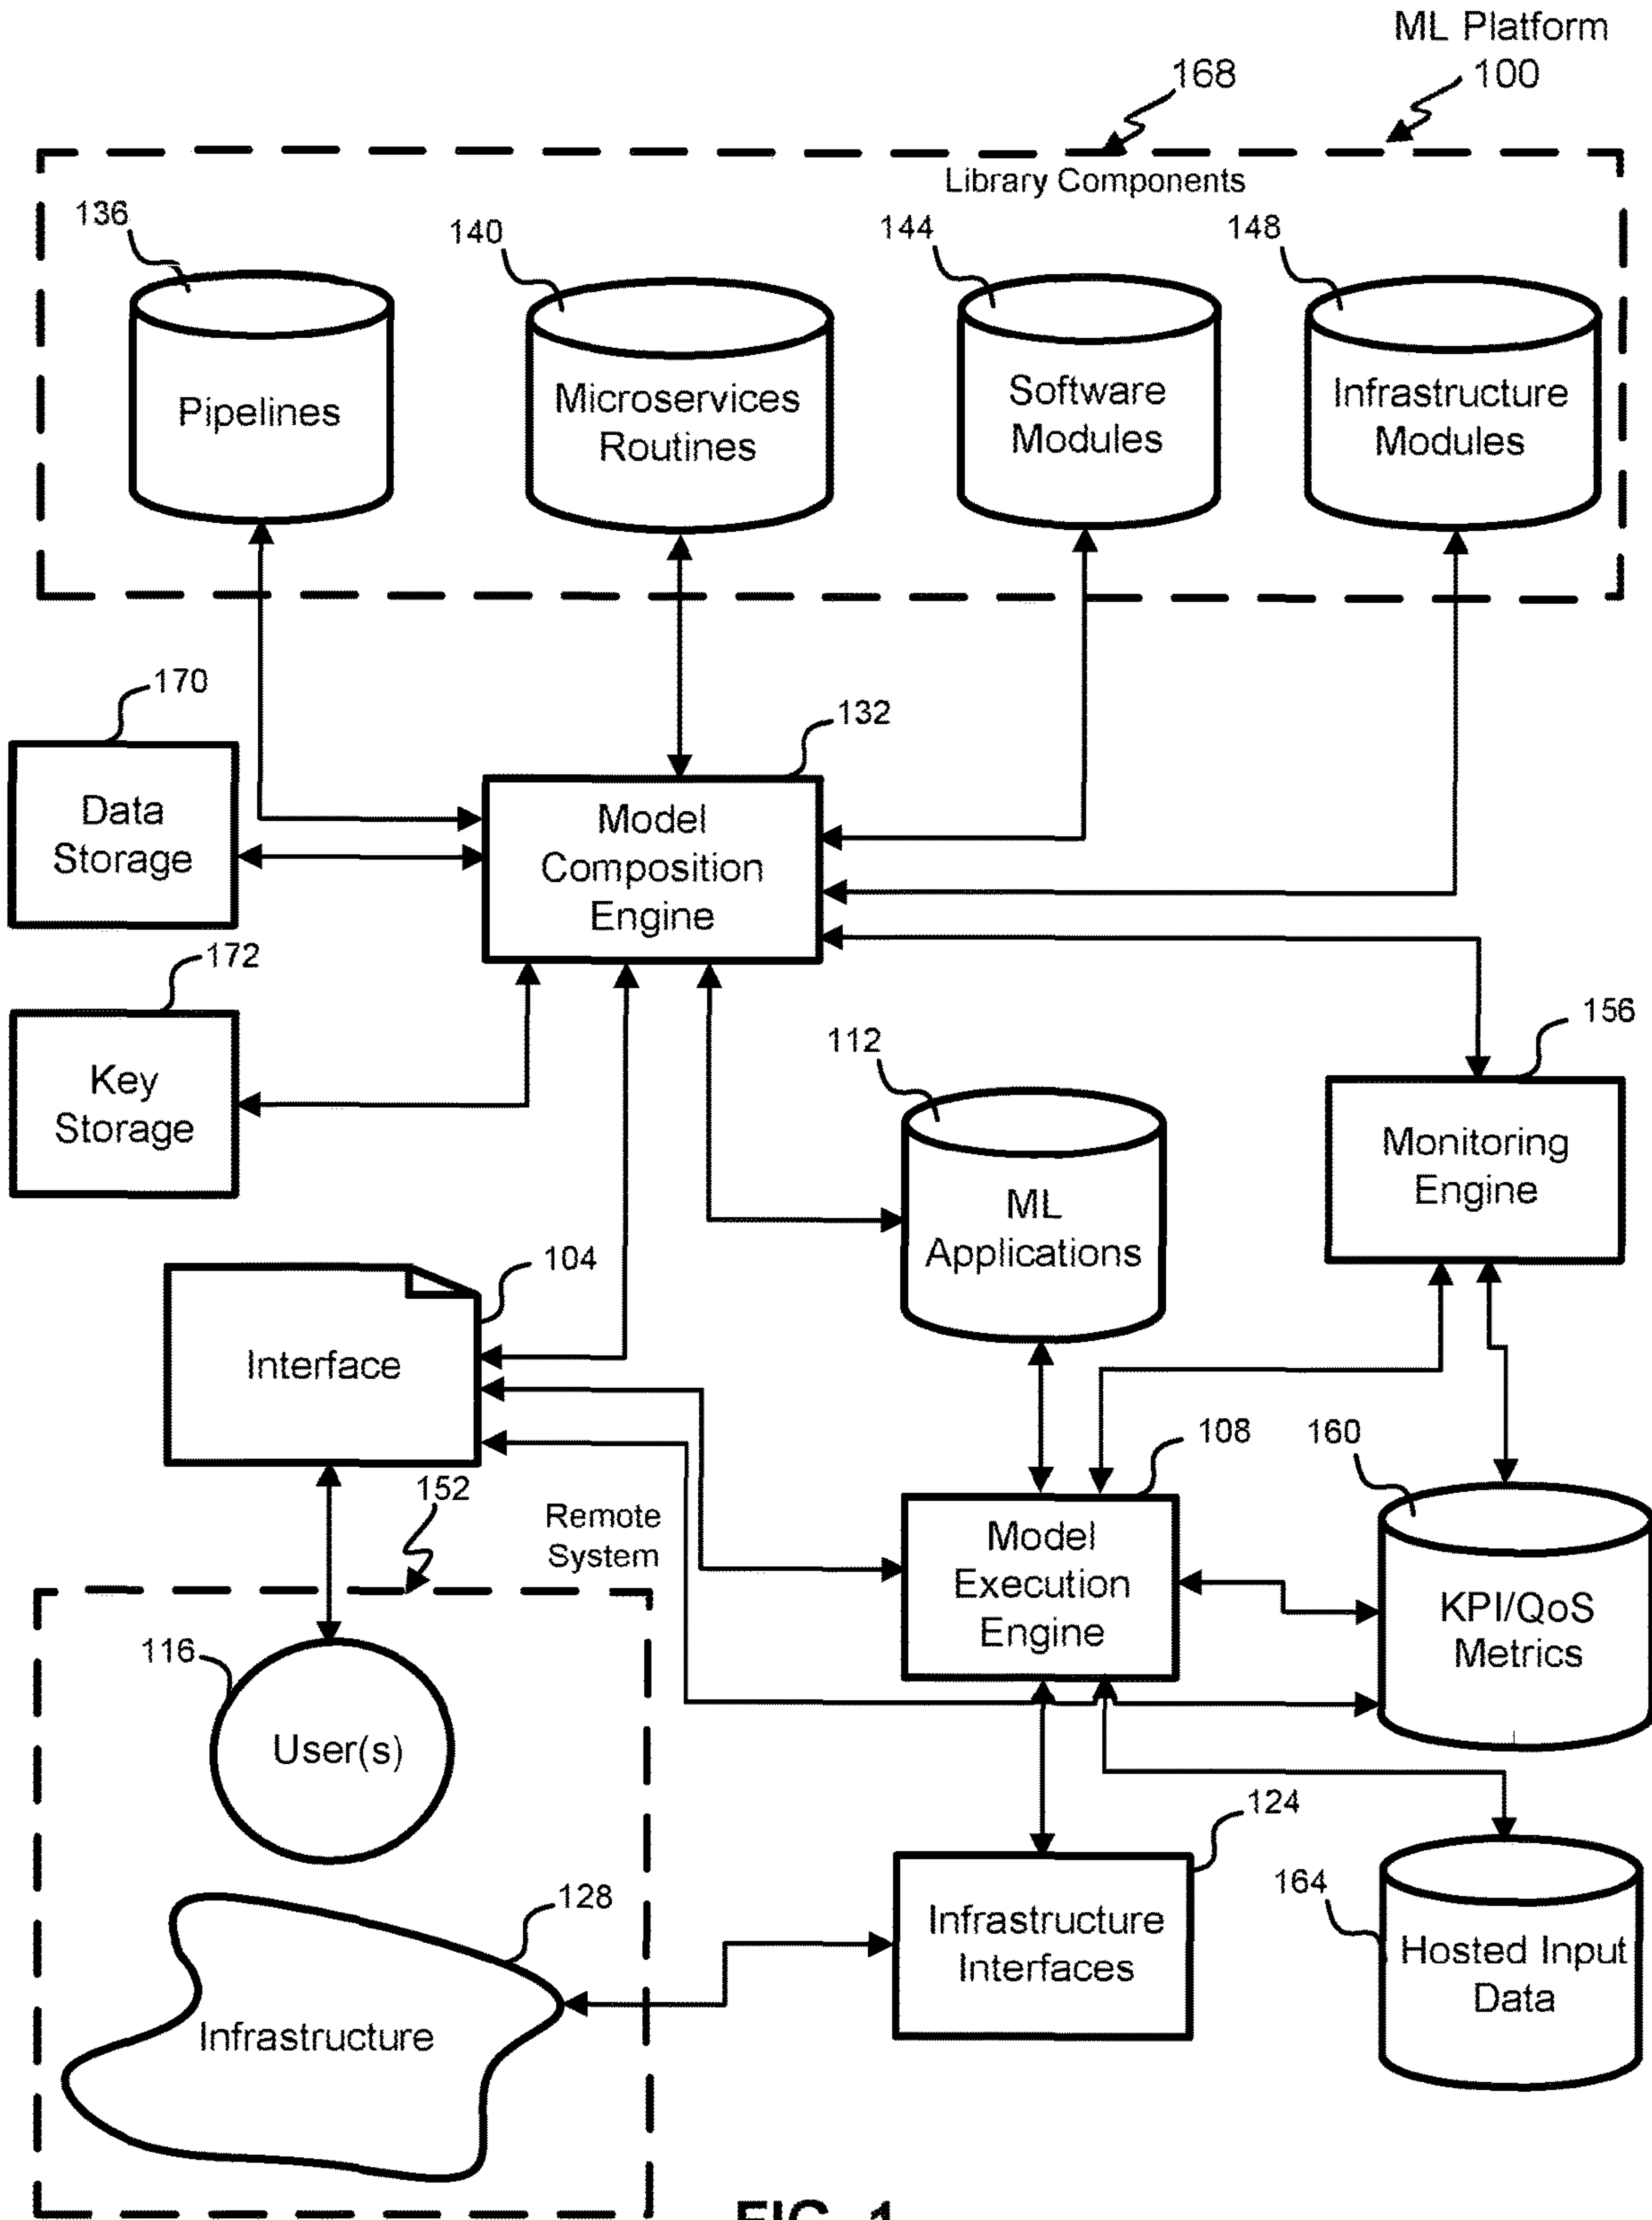 ML Platform
168
100
Library Components
136
140
144
148
Pipelines
Microservices
Routines
Software
Modules
Infrastructure
Modules
170
132
Data
Storage
Model
Composition
Engine
172
156
112
Key
Storage
Monitoring
Engine
ML
Applications
104
Interface
108
160
152
Remote
System
Model
Execution
Engine
KPI/QoS
Metrics
116
User(s)
124
128
164
Infrastructure
Interfaces
Hosted Input
Data
Infrastructure
FIG. 1